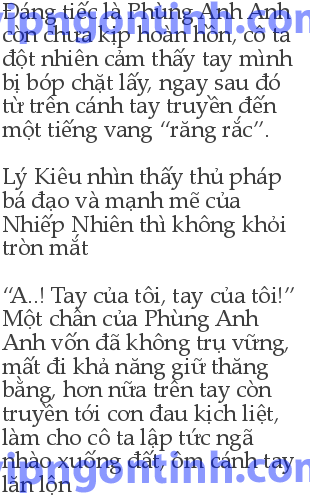 Đáng tiếc là Phùng Anh Anh
còn chưa kịp hoàn hồn, cô ta
đột nhiên cảm thấy tay mình
bị bóp chặt lấy, ngay sau đó
từ trên cánh tay truyền đến
một tiếng vang “răng rắc”.
Lý Kiêu nhìn thấy thủ pháp
bá đạo và mạnh mẽ của
Nhiếp Nhiên thì không khỏi
tròn mắt
“A..! Tay của tôi, tay của tôi!”
Một chân của Phùng Anh
Anh vốn đã không trụ vững,
mất đi khả năng giữ thăng
bằng, hơn nữa trên tay còn
truyền tới cơn đau kịch liệt,
làm cho cô ta lập tức ngã
nhào xuống đất, ôm cánh tay
lăn lộn
vipngontinh.com
vipngontinh.com